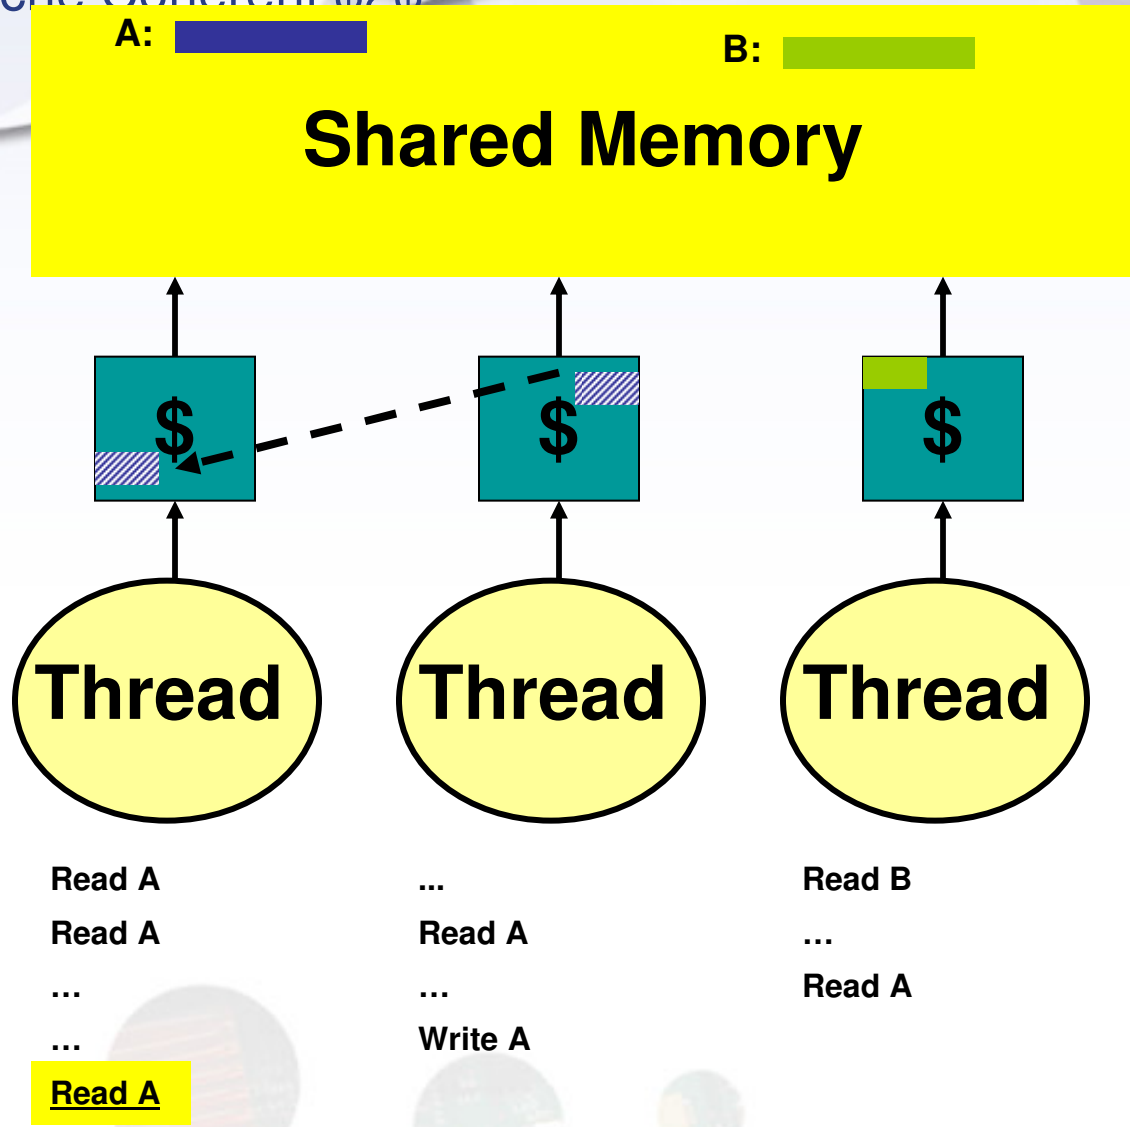 A:
B:
Shared Memory
$ $ $
Thread Thread Thread
Read A ... Read B
Read A Read A …
… … Read A
… Write A
Read A